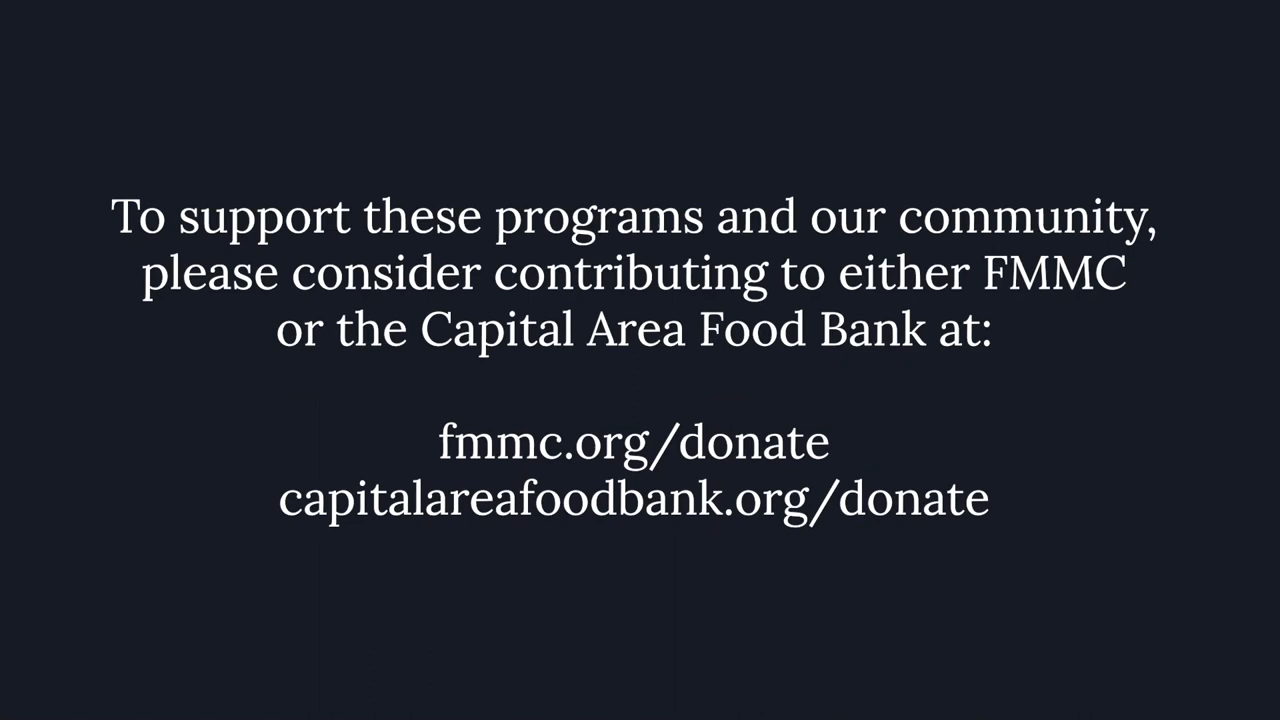 To support these programs and our community,
please consider contributing to either FMMC
or the Capital Area Food Bank at:
fmmc.org/donate
capitalareafoodbank.org/donate